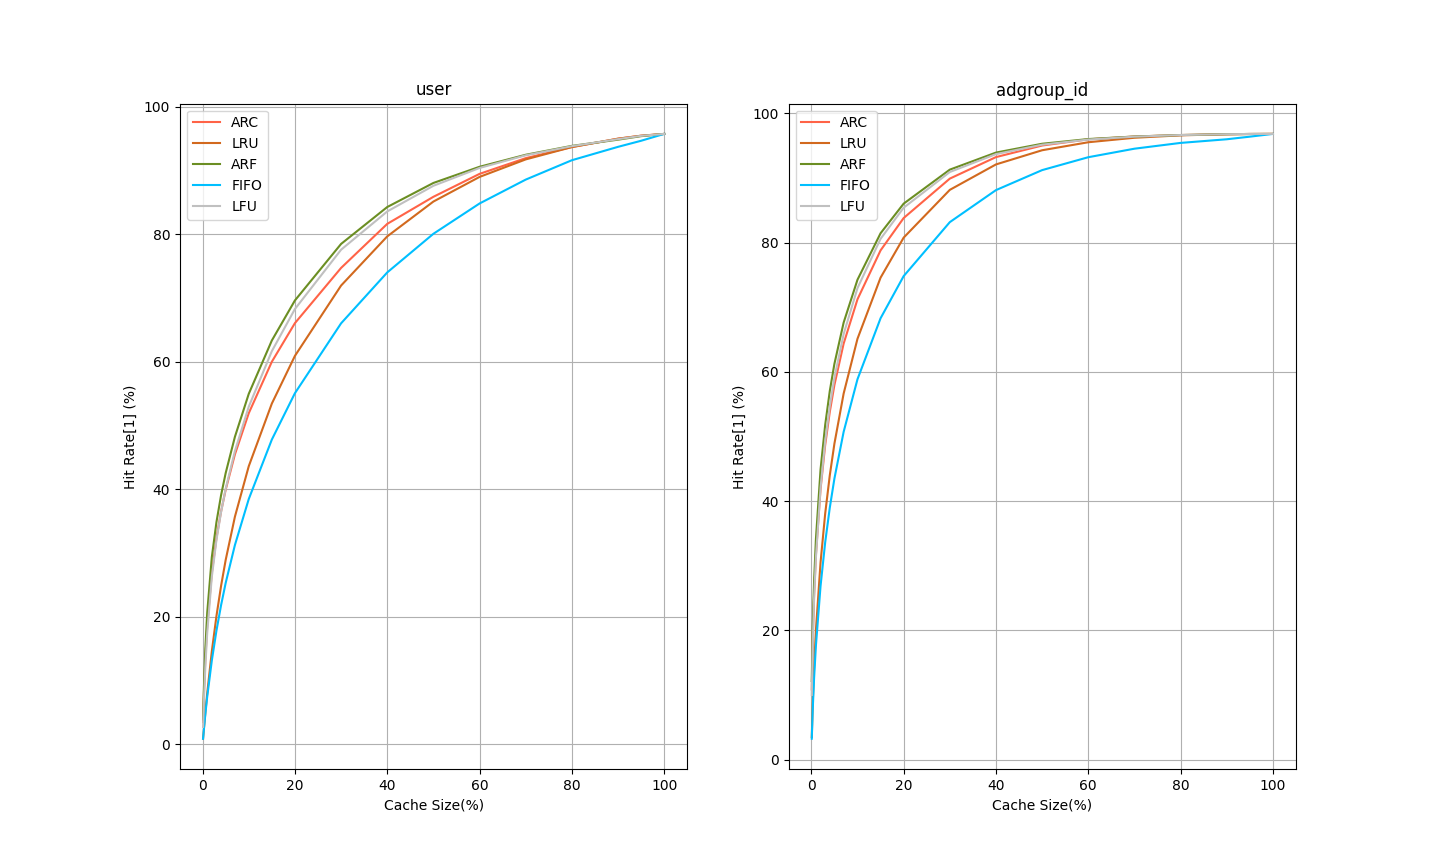 user
Hit Rate[1] (%)
100
80
60
40
20
0
ARC
LRU
ARF
FIFO
LFU
0 20 40 60 80 100
Cache Size(%)
adgroup_id
Hit Rate[1] (%)
100
80
60
40
20
0
ARC
LRU
ARF
FIFO
LFU
0 20 40 60 80 100
Cache Size(%)